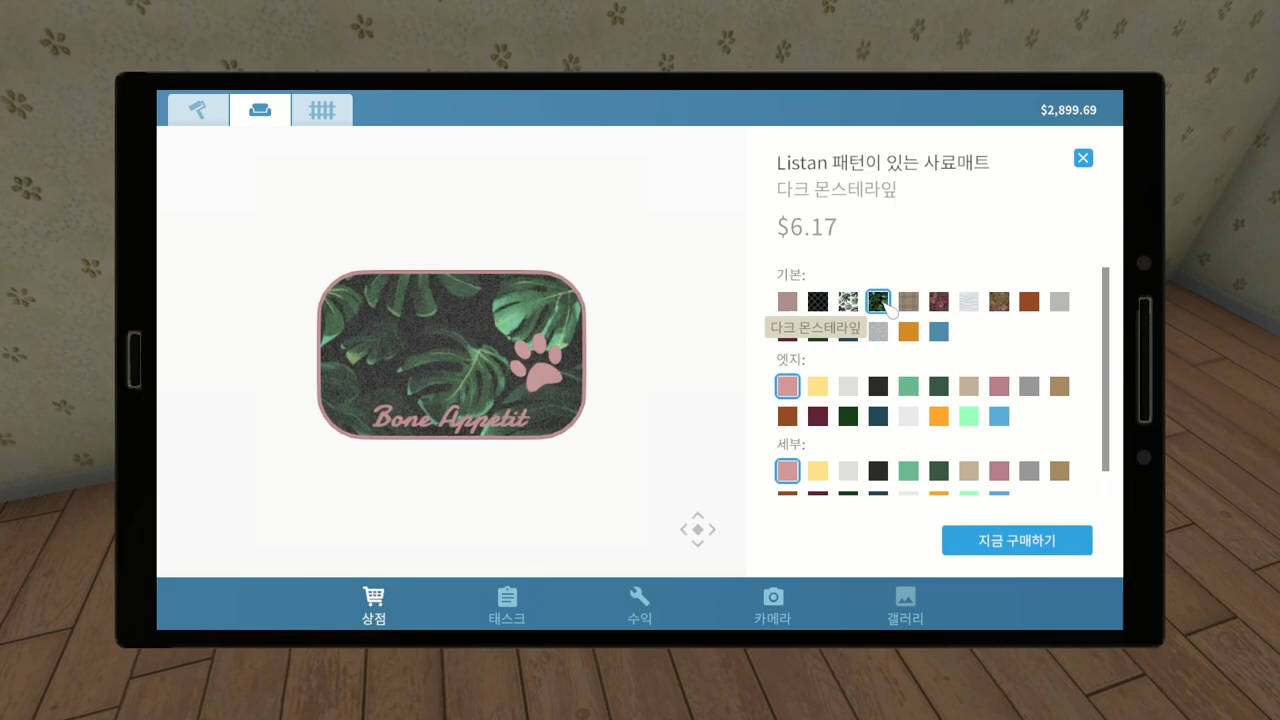 $2,899.69
Listan 패턴이 있는 사료매트
다크 몬스테라잎
$6.17
기본:
다크 몬스테라잎
엣지:
세부:
Bone Appetit
지금 구매하기
상점
태스크
수익
카메라
갤러리